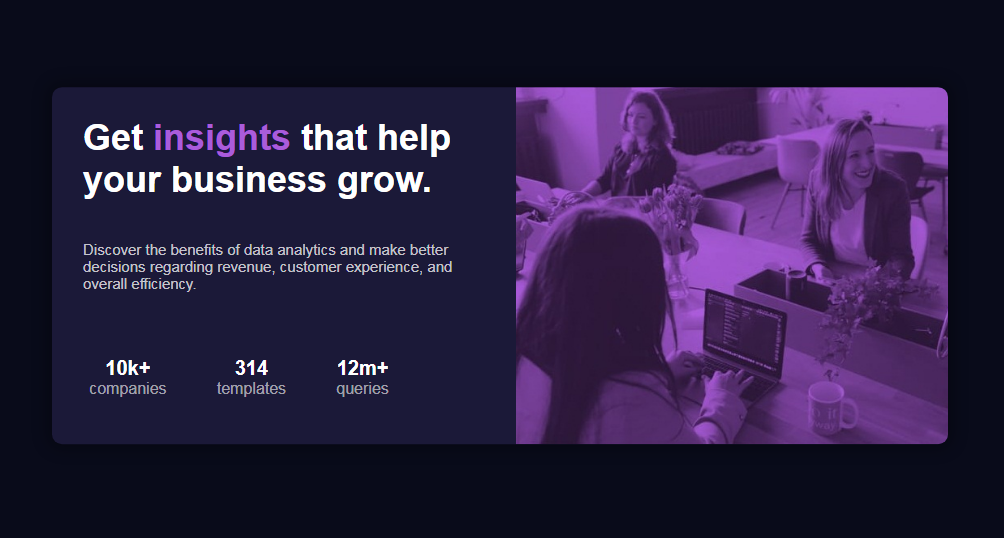 Get insights that help
your business grow.
Discover the benefits of data analytics and make better
decisions regarding revenue, customer experience, and
overall efficiency.
10k+ 314 12m+
companies templates queries